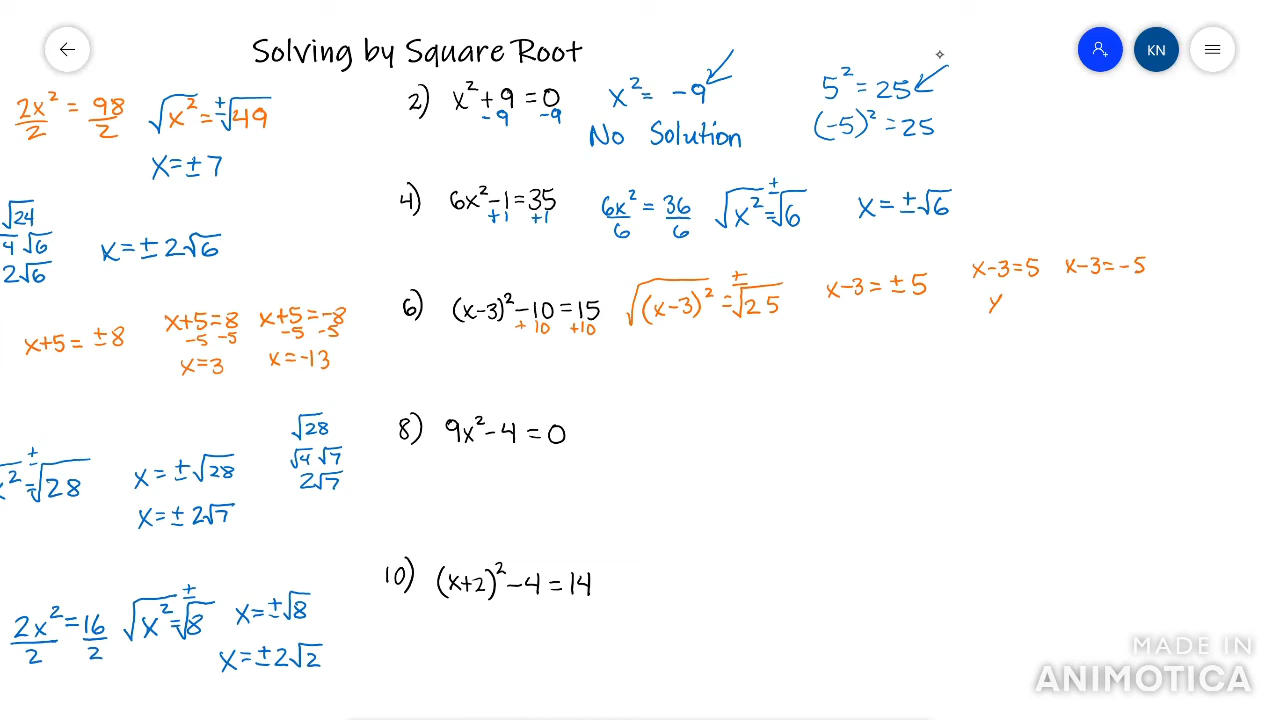 Solving by Square Root
KN
2x² = 98
2 2
√x² = ±√49
x = ± 7
√24
4 √6
2√6
x = ± 2√6
x+5 = ±8
x+5 = 8
-5 -5
x = 3
x+5 = -8
-5 -5
x = -13
x² = ±√28
x = ±√28
x = ± 2√7
√28
√4 √7
2√7
2x² = 16
2 2
√x² = ±√8
x = ±√8
x = ±2√2
2) x² + 9 = 0
-9 -9
x² = -9
No Solution
5² = 25
(-5)² = 25
4) 6x² - 1 = 35
+1 +1
6x² = 36
6 6
√x² = ±√6
x = ±√6
6) (x-3)² - 10 = 15
+10 +10
√(x-3)² = ±√25
x-3 = ± 5
x-3 = 5
x-3 = -5
8) 9x² - 4 = 0
10) (x+2)² - 4 = 14
MADE IN
ANIMOTICA